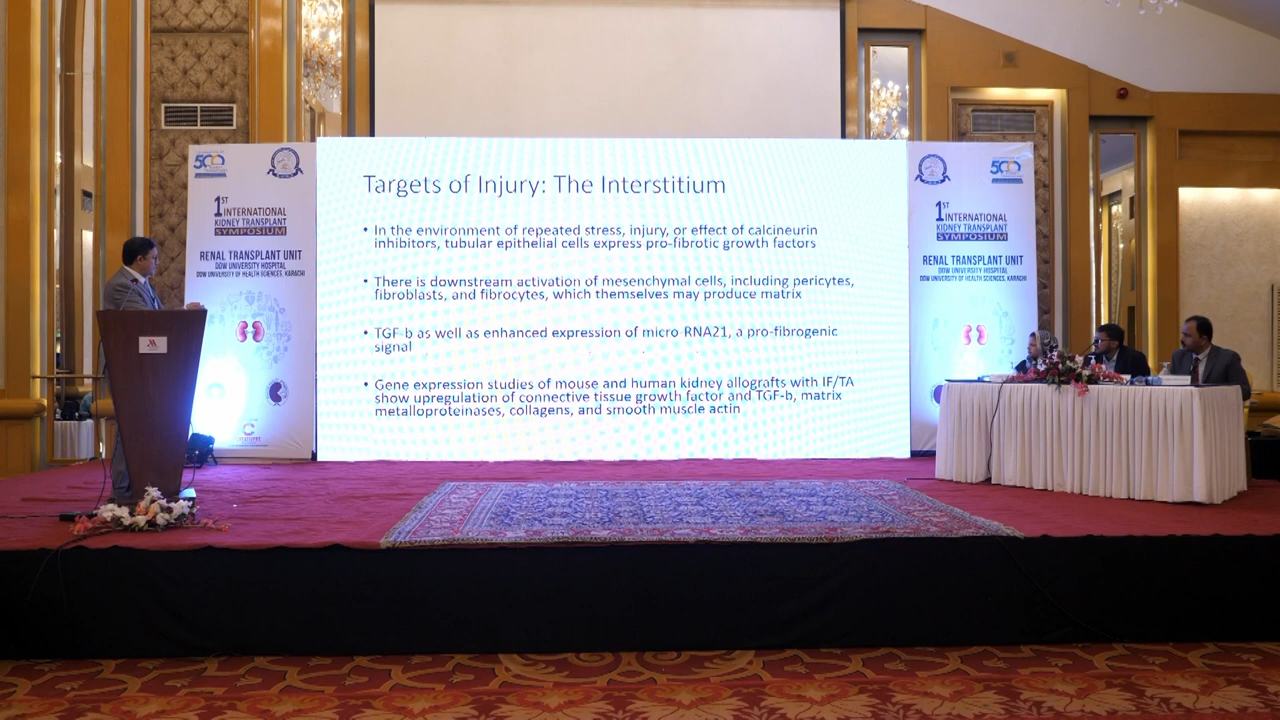 Targets of Injury: The Interstitium
• In the environment of repeated stress, injury, or effect of calcineurin
inhibitors, tubular epithelial cells express pro-fibrotic growth factors
• There is downstream activation of mesenchymal cells, including pericytes,
fibroblasts, and fibrocytes, which themselves may produce matrix
• TGF-b as well as enhanced expression of micro-RNA21, a pro-fibrogenic
signal
• Gene expression studies of mouse and human kidney allografts with IF/TA
show upregulation of connective tissue growth factor and TGF-b, matrix
metalloproteinases, collagens, and smooth muscle actin
500
1ST
INTERNATIONAL
KIDNEY TRANSPLANT
SYMPOSIUM
RENAL TRANSPLANT UNIT
DOW UNIVERSITY HOSPITAL
DOW UNIVERSITY OF HEALTH SCIENCES, KARACHI
500
1ST
INTERNATIONAL
KIDNEY TRANSPLANT
SYMPOSIUM
RENAL TRANSPLANT UNIT
DOW UNIVERSITY HOSPITAL,
DOW UNIVERSITY OF HEALTH SCIENCES, KARACHI